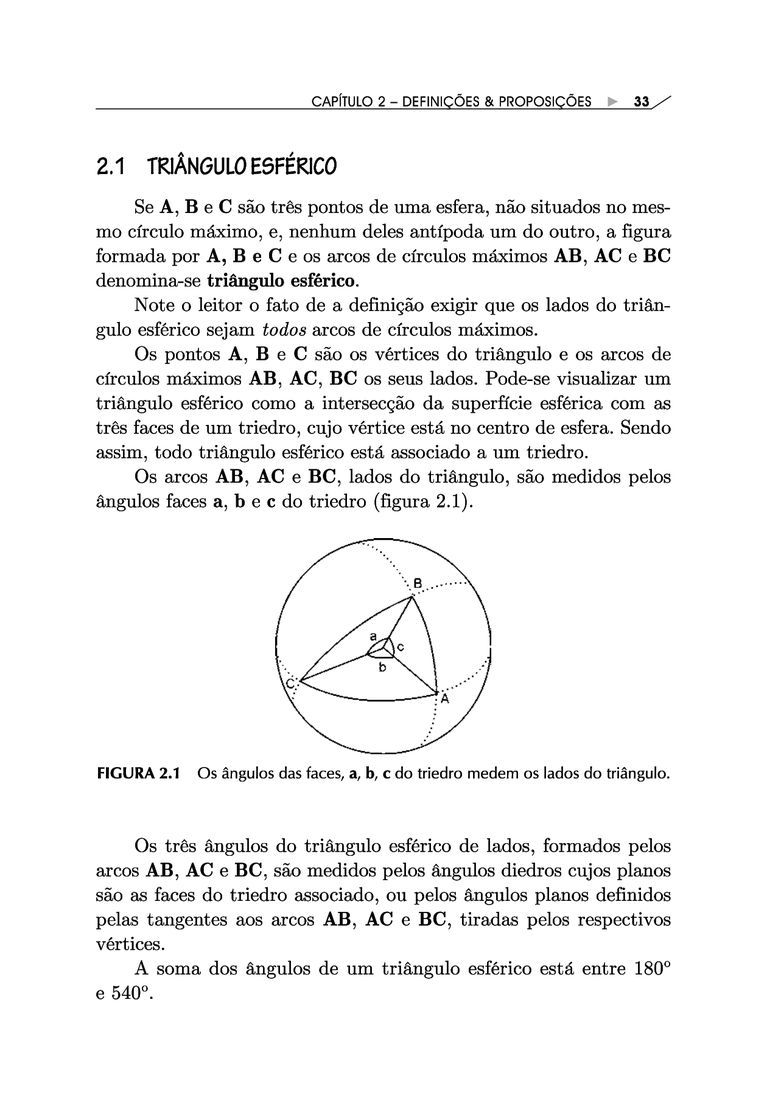 CAPÍTULO 2 – DEFINIÇÕES & PROPOSIÇÕES ► 33
2.1 TRIÂNGULO ESFÉRICO
Se A, B e C são três pontos de uma esfera, não situados no mes-
mo círculo máximo, e, nenhum deles antípoda um do outro, a figura
formada por A, B e C e os arcos de círculos máximos AB, AC e BC
denomina-se triângulo esférico.
Note o leitor o fato de a definição exigir que os lados do triân-
gulo esférico sejam todos arcos de círculos máximos.
Os pontos A, B e C são os vértices do triângulo e os arcos de
círculos máximos AB, AC, BC os seus lados. Pode-se visualizar um
triângulo esférico como a intersecção da superfície esférica com as
três faces de um triedro, cujo vértice está no centro de esfera. Sendo
assim, todo triângulo esférico está associado a um triedro.
Os arcos AB, AC e BC, lados do triângulo, são medidos pelos
ângulos faces a, b e c do triedro (figura 2.1).
B
a
c
b
C
A
FIGURA 2.1 Os ângulos das faces, a, b, c do triedro medem os lados do triângulo.
Os três ângulos do triângulo esférico de lados, formados pelos
arcos AB, AC e BC, são medidos pelos ângulos diedros cujos planos
são as faces do triedro associado, ou pelos ângulos planos definidos
pelas tangentes aos arcos AB, AC e BC, tiradas pelos respectivos
vértices.
A soma dos ângulos de um triângulo esférico está entre 180º
e 540º.